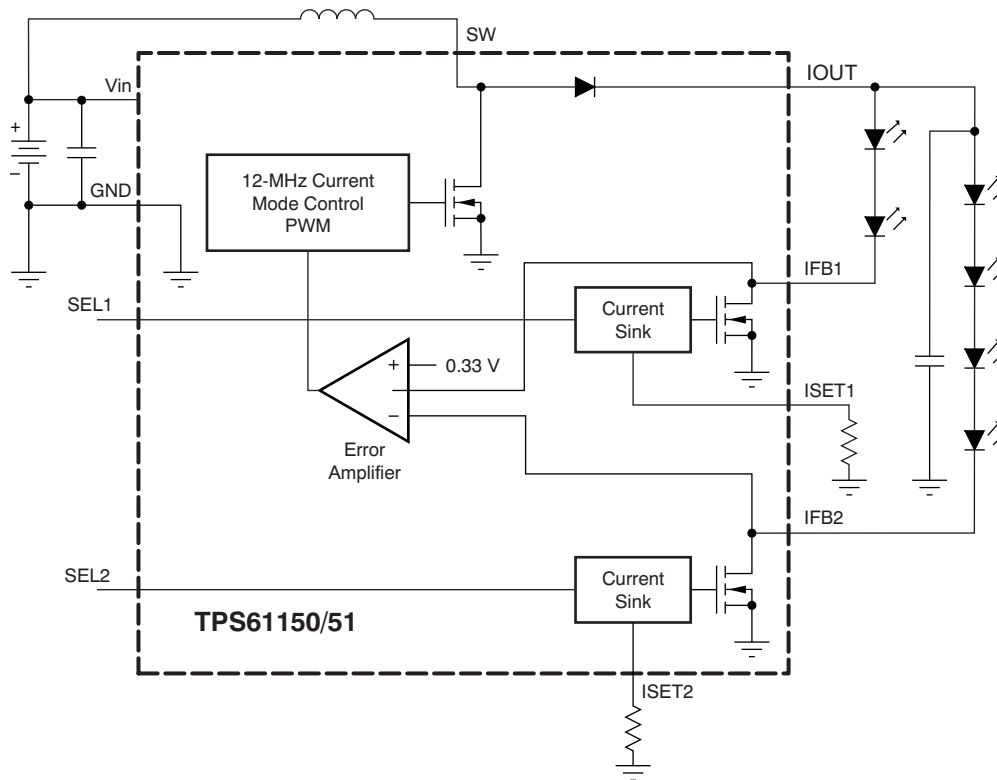 SW
Vin
IOUT
+
−
GND
12-MHz Current
Mode Control
PWM
IFB1
SEL1
Current
Sink
+
0.33 V
−
−
Error
Amplifier
ISET1
IFB2
SEL2
Current
Sink
TPS61150/51
ISET2